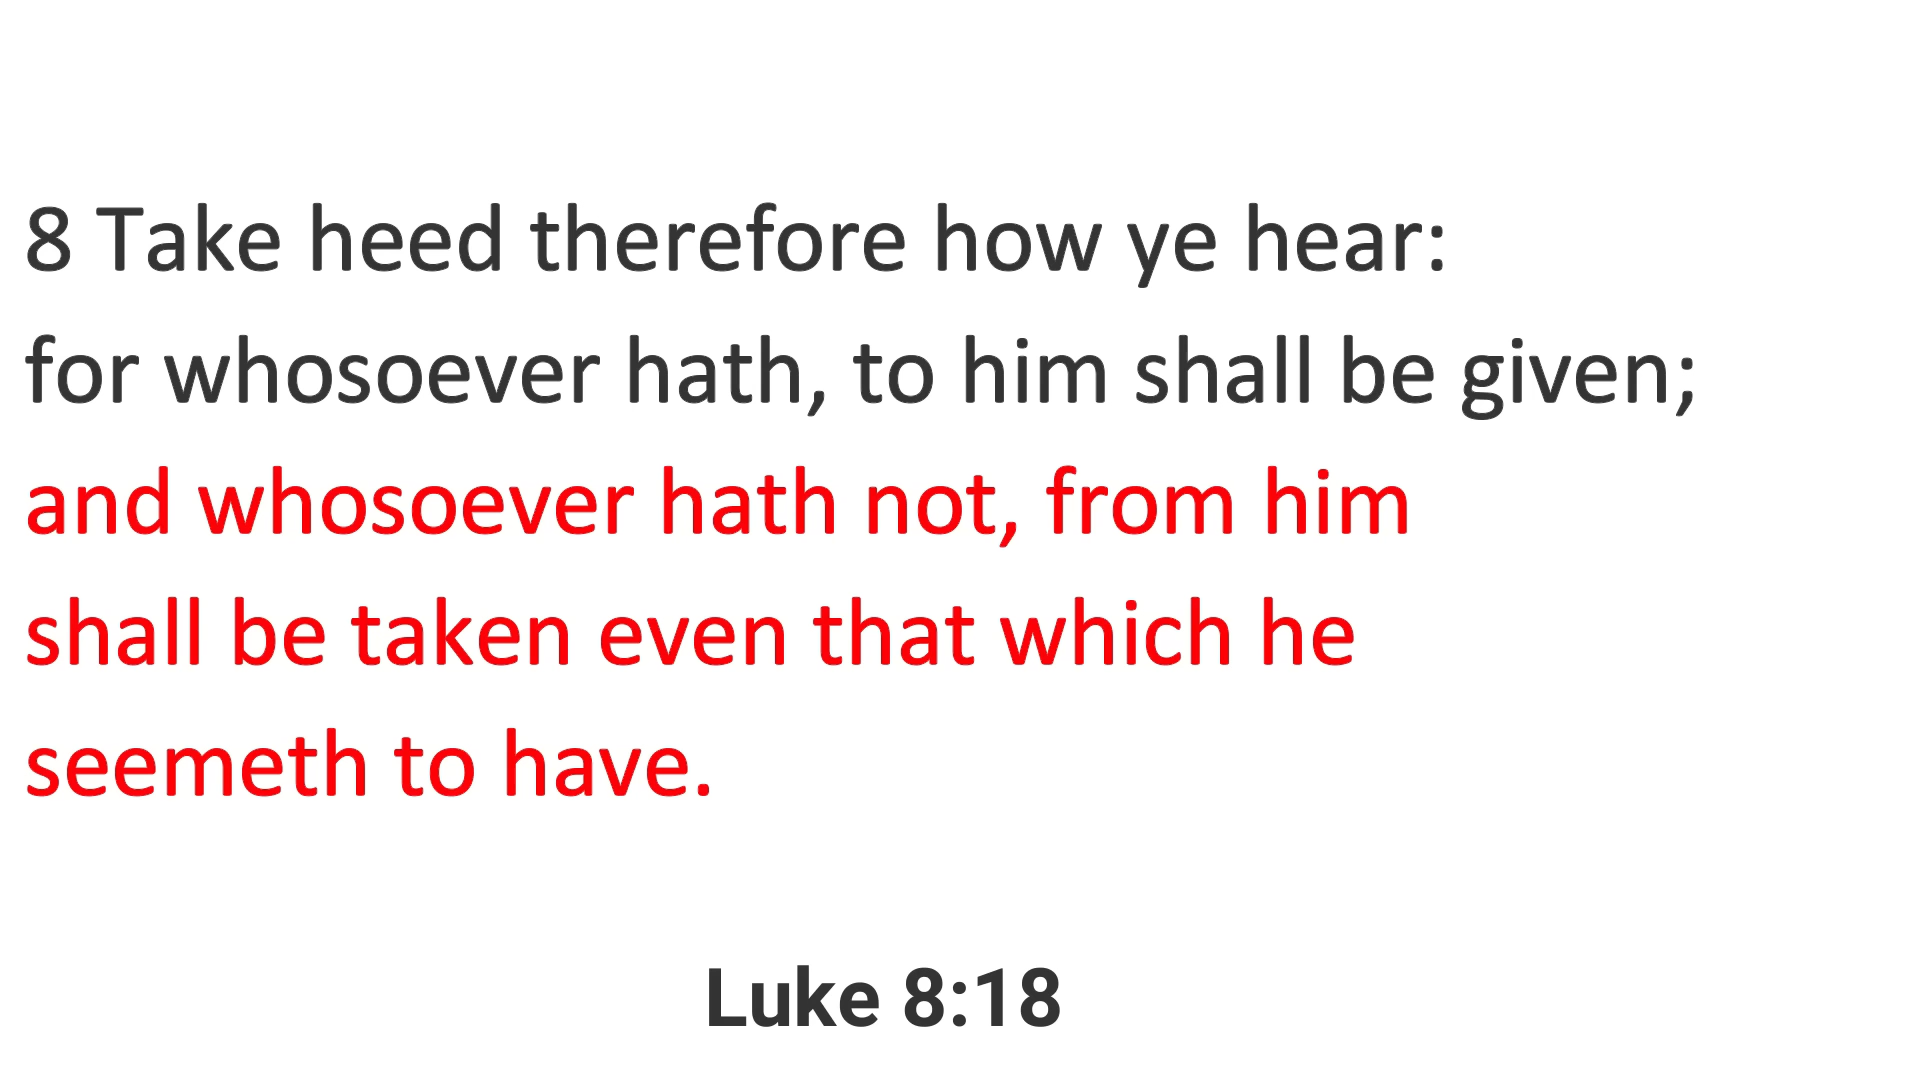 8 Take heed therefore how ye hear:
for whosoever hath, to him shall be given;
and whosoever hath not, from him
shall be taken even that which he
seemeth to have.
Luke 8:18